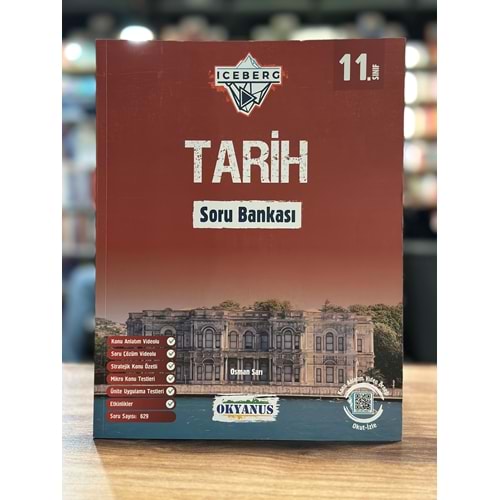 ICEBERG
11.
SINIF
TARİH
Soru Bankası
Konu Anlatım Videolu
Soru Çözüm Videolu
Stratejik Konu Özetli
Mikro Konu Testleri
Ünite Uygulama Testleri
Etkinlikler
Soru Sayısı: 629
Osman Sarı
OKYANUS
Okut-İzle